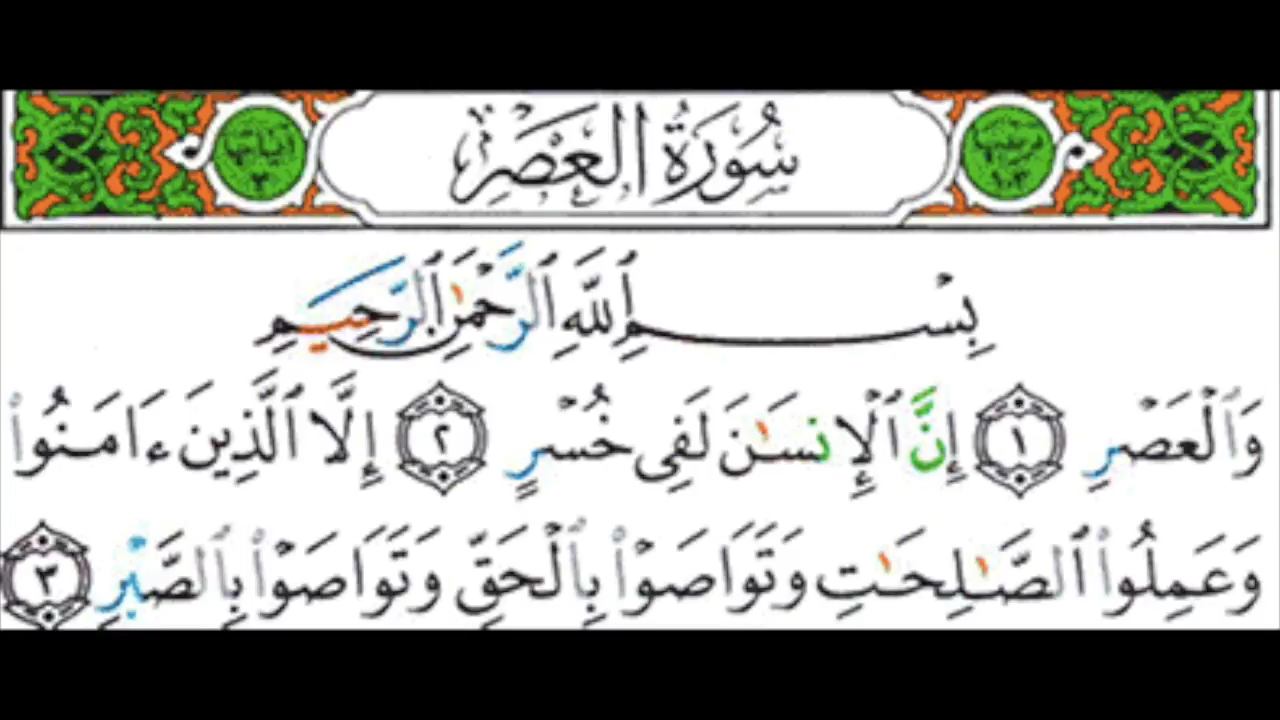 سُورَةُ الْعَصْرِ
بِسْمِ ٱللَّهِ ٱلرَّحْمَٰنِ ٱلرَّحِيمِ
وَٱلْعَصْرِ ١ إِنَّ ٱلْإِنسَٰنَ لَفِى خُسْرٍ ٢ إِلَّا ٱلَّذِينَ ءَامَنُوا۟
وَعَمِلُوا۟ ٱلصَّٰلِحَٰتِ وَتَوَاصَوْا۟ بِٱلْحَقِّ وَتَوَاصَوْا۟ بِٱلصَّبْرِ ٣